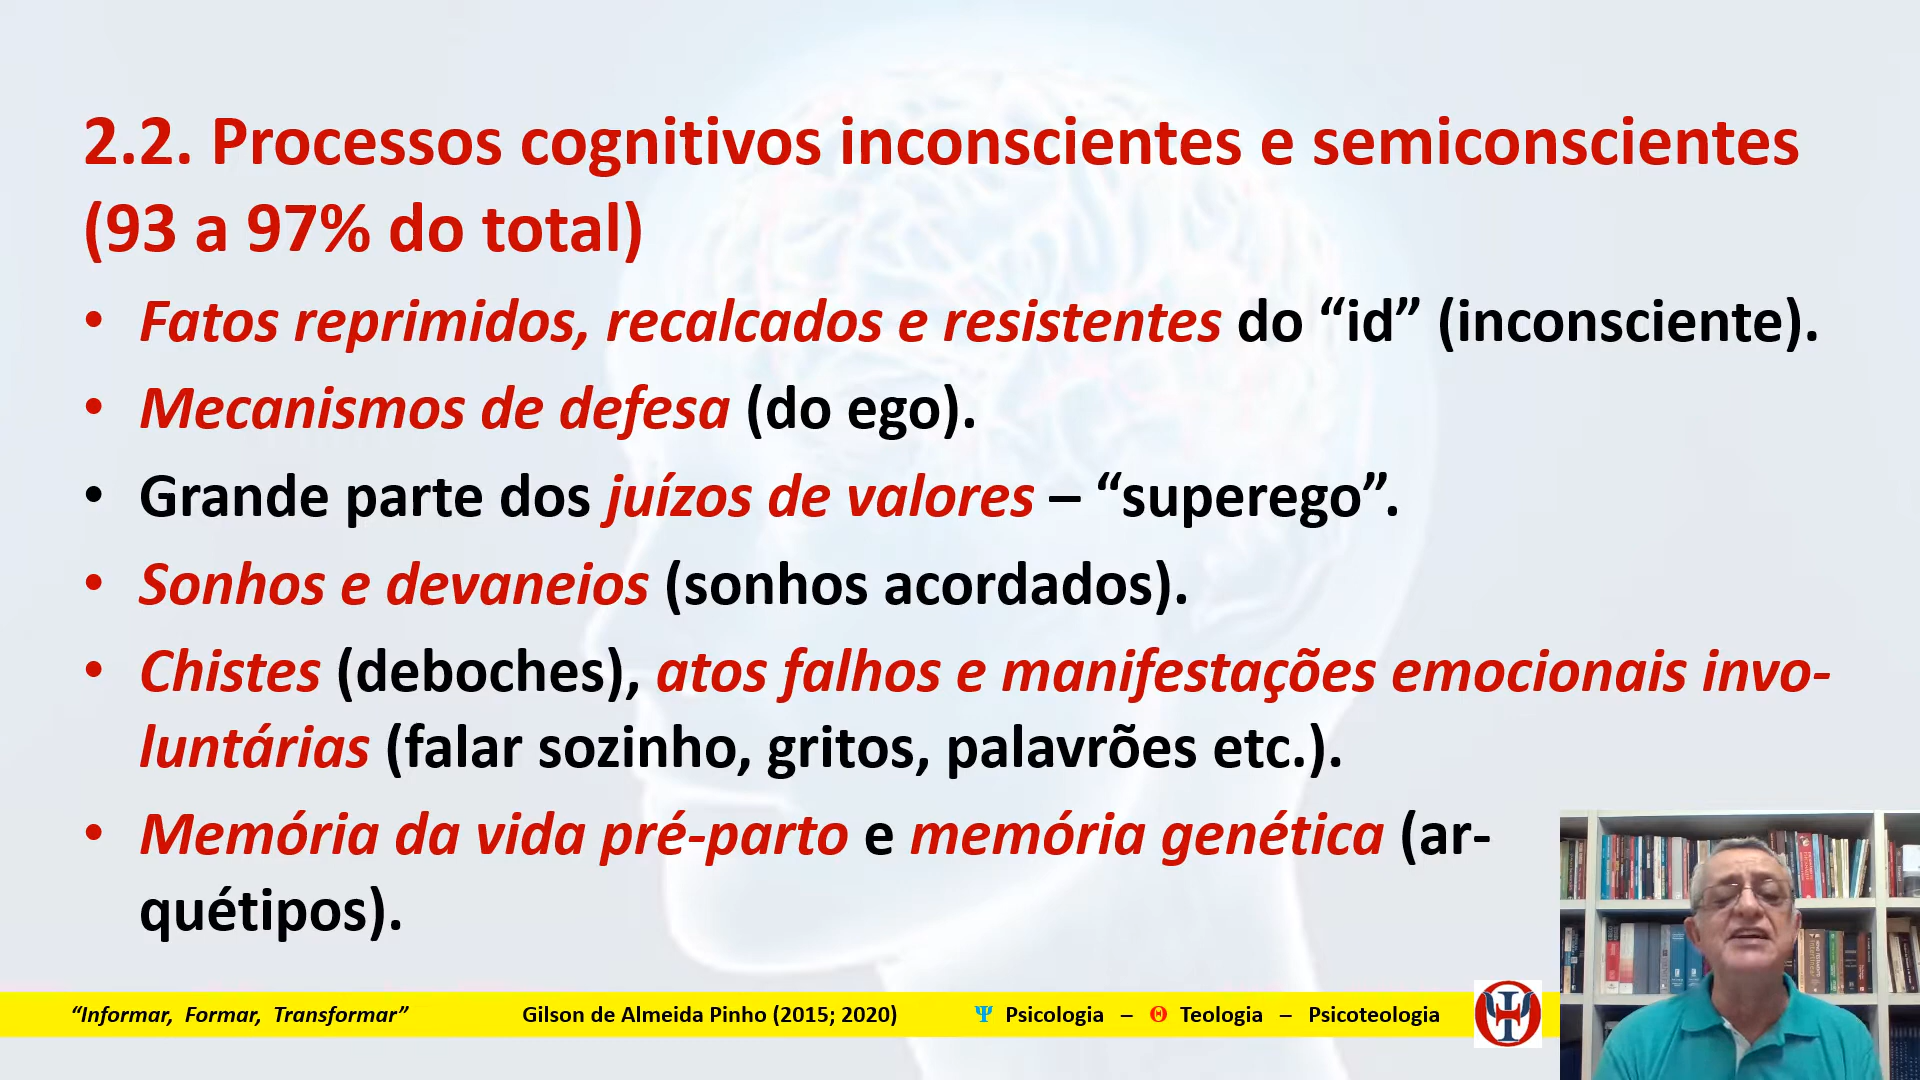 2.2. Processos cognitivos inconscientes e semiconscientes
(93 a 97% do total)
• Fatos reprimidos, recalcados e resistentes do “id” (inconsciente).
• Mecanismos de defesa (do ego).
• Grande parte dos juízos de valores – “superego”.
• Sonhos e devaneios (sonhos acordados).
• Chistes (deboches), atos falhos e manifestações emocionais invo-
luntárias (falar sozinho, gritos, palavrões etc.).
• Memória da vida pré-parto e memória genética (ar-
quétipos).
“Informar, Formar, Transformar” Gilson de Almeida Pinho (2015; 2020) Ψ Psicologia – Θ Teologia – Psicoteologia